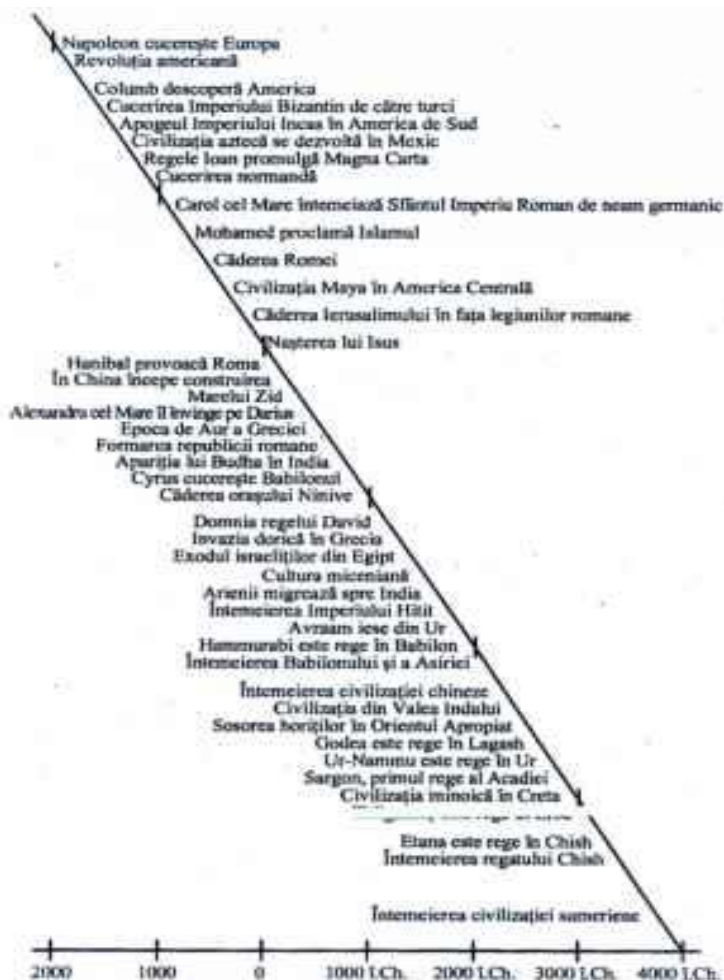 Napoleon cucerește Europa
Revoluția americană
Columb descoperă America
Cucerirea Imperiului Bizantin de către turci
Apogeul Imperiului Incas în America de Sud
Civilizația aztecă se dezvoltă în Mexic
Regele Ioan promulgă Magna Carta
Cucerirea normandă
Carol cel Mare întemeiază Sfîntul Imperiu Roman de neam germanic
Mohamed proclamă Islamul
Căderea Romei
Civilizația Maya în America Centrală
Căderea Ierusalimului în fața legiunilor romane
Nașterea lui Isus
Hanibal provoacă Roma
În China începe construirea
Marelui Zid
Alexandru cel Mare îl învinge pe Darius
Epoca de Aur a Greciei
Formarea republicii romane
Apariția lui Budha în India
Cyrus cucerește Babilonul
Căderea orașului Ninive
Domnia regelui David
Invazia dorică în Grecia
Exodul israeliților din Egipt
Cultura miceniană
Arienii migrează spre India
Întemeierea Imperiului Hitit
Avraam iese din Ur
Hammurabi este rege în Babilon
Întemeierea Babilonului și a Asiriei
Întemeierea civilizației chineze
Civilizația din Valea Indului
Sosorea horiților în Orientul Apropiat
Godea este rege în Lagash
Ur-Nammu este rege în Ur
Sargon, primul rege al Acadiei
Civilizația minoică în Creta
Etana este rege în Chish
Întemeierea regatului Chish
Întemeierea civilizației sumeriene
2000 1000 0 1000 î.Ch. 2000 î.Ch. 3000 î.Ch. 4000 î.Ch.